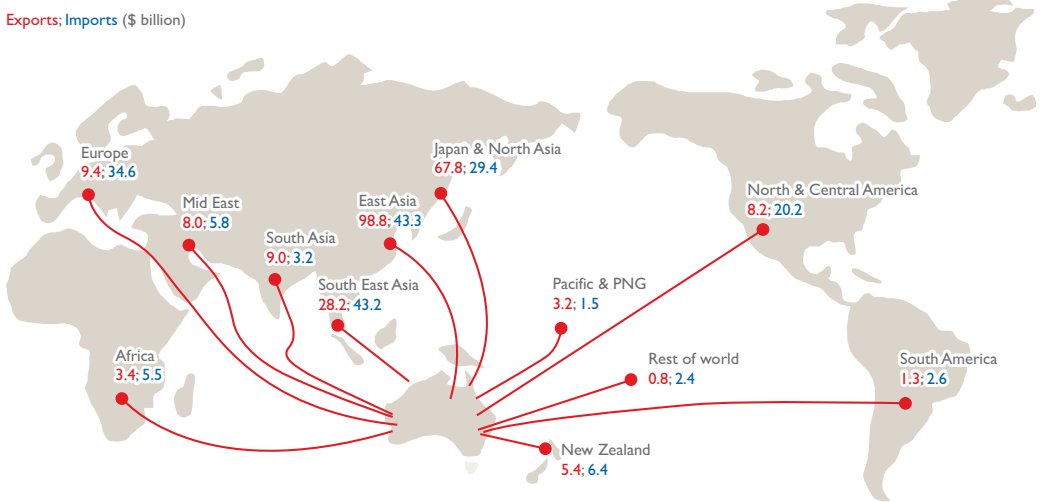 Exports; Imports ($ billion)
Europe
9.4; 34.6
Japan & North Asia
67.8; 29.4
Mid East
8.0; 5.8
East Asia
98.8; 43.3
North & Central America
8.2; 20.2
South Asia
9.0; 3.2
South East Asia
28.2; 43.2
Pacific & PNG
3.2; 1.5
Africa
3.4; 5.5
Rest of world
0.8; 2.4
South America
1.3; 2.6
New Zealand
5.4; 6.4